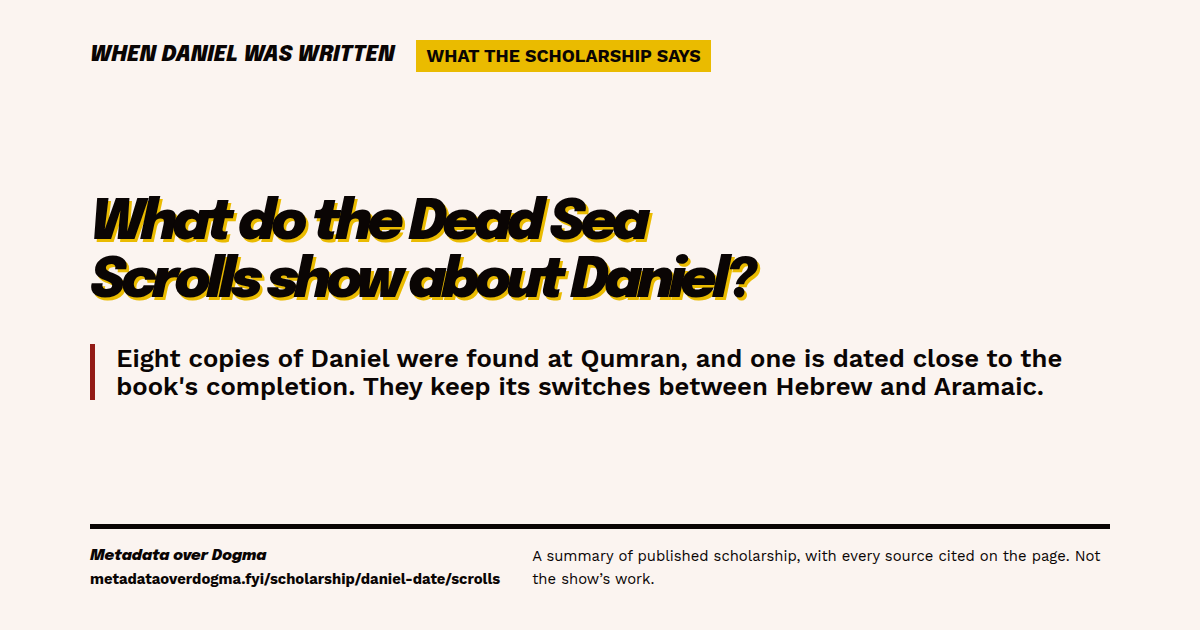 WHEN DANIEL WAS WRITTEN
WHAT THE SCHOLARSHIP SAYS
What do the Dead Sea
Scrolls show about Daniel?
Eight copies of Daniel were found at Qumran, and one is dated close to the
book's completion. They keep its switches between Hebrew and Aramaic.
Metadata over Dogma
metadataoverdogma.fyi/scholarship/daniel-date/scrolls
A summary of published scholarship, with every source cited on the page. Not
the show’s work.